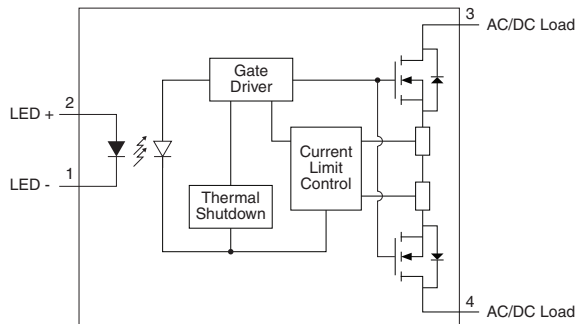 3
AC/DC Load
Gate
Driver
2
LED +
Current
Limit
Control
1
LED -
Thermal
Shutdown
4
AC/DC Load